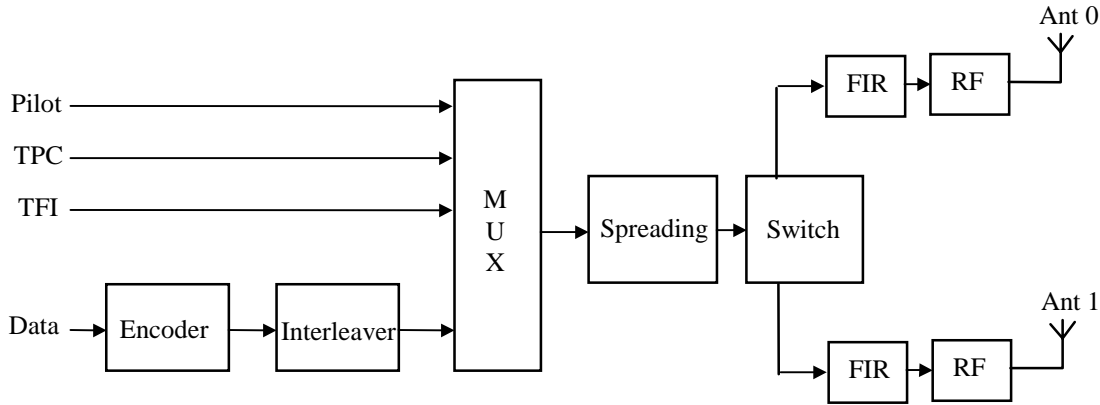 Ant 0
FIR
RF
Pilot
TPC
TFI
M
U
X
Spreading
Switch
Data
Encoder
Interleaver
Ant 1
FIR
RF